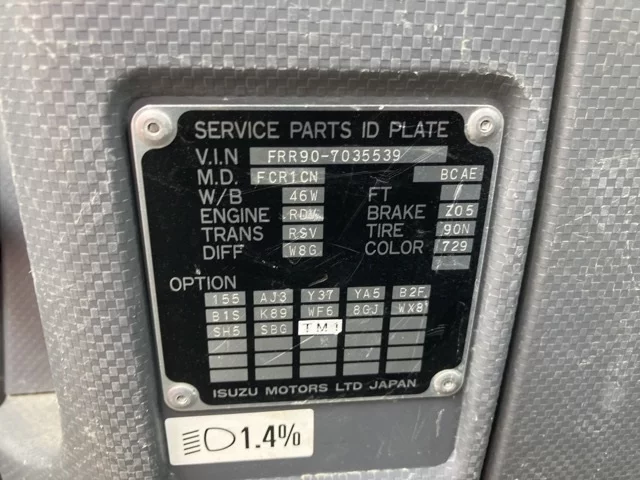 SERVICE PARTS ID PLATE
V.I.N FRR90-7035539
M.D. FCR1CN BCAE
W/B 46W FT
ENGINE BRAKE Z05
TRANS RSV TIRE 90N
DIFF W8G COLOR 729
OPTION
155 AJ3 Y37 YA5 B2F
B1S K89 WF6 8GJ WX8
SH5 SBG
ISUZU MOTORS LTD JAPAN
1.4%